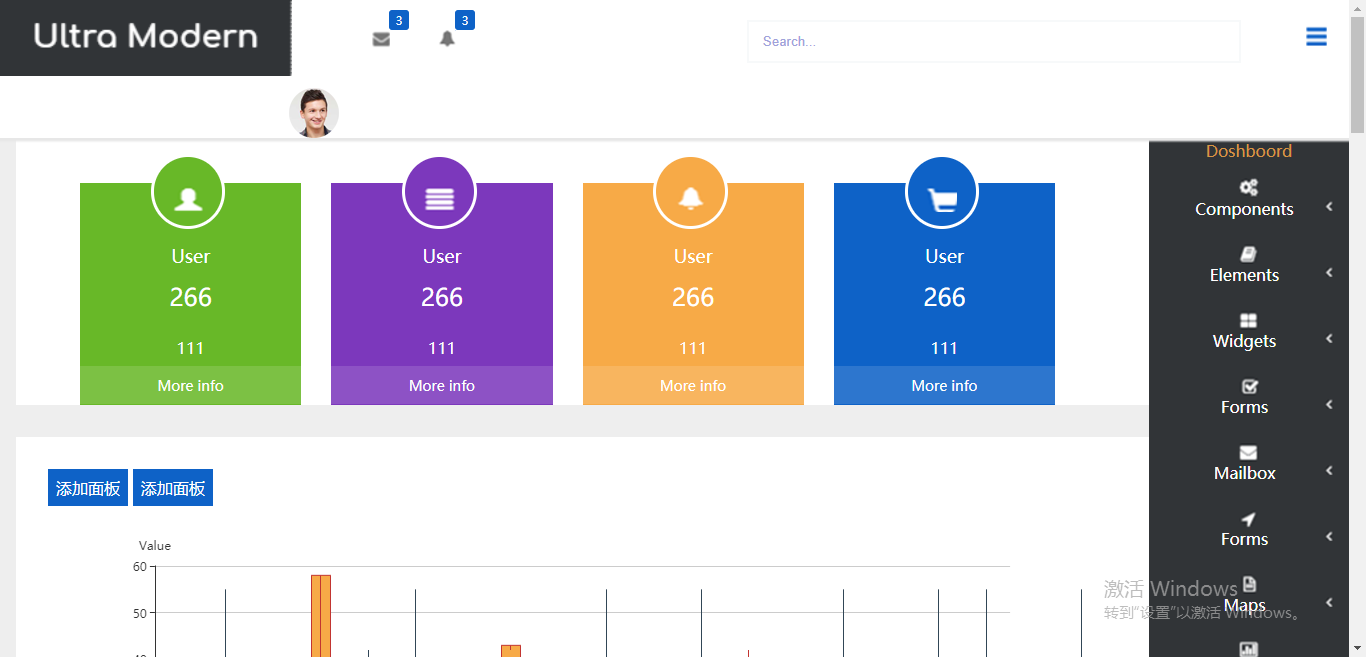 Ultra Modern
3
3
Search...
Doshboord
Components
Elements
Widgets
Forms
Mailbox
Forms
Maps
User
266
111
More info
User
266
111
More info
User
266
111
More info
User
266
111
More info
添加面板
添加面板
Value
60
50
激活 Windows
转到“设置”以激活 Windows。